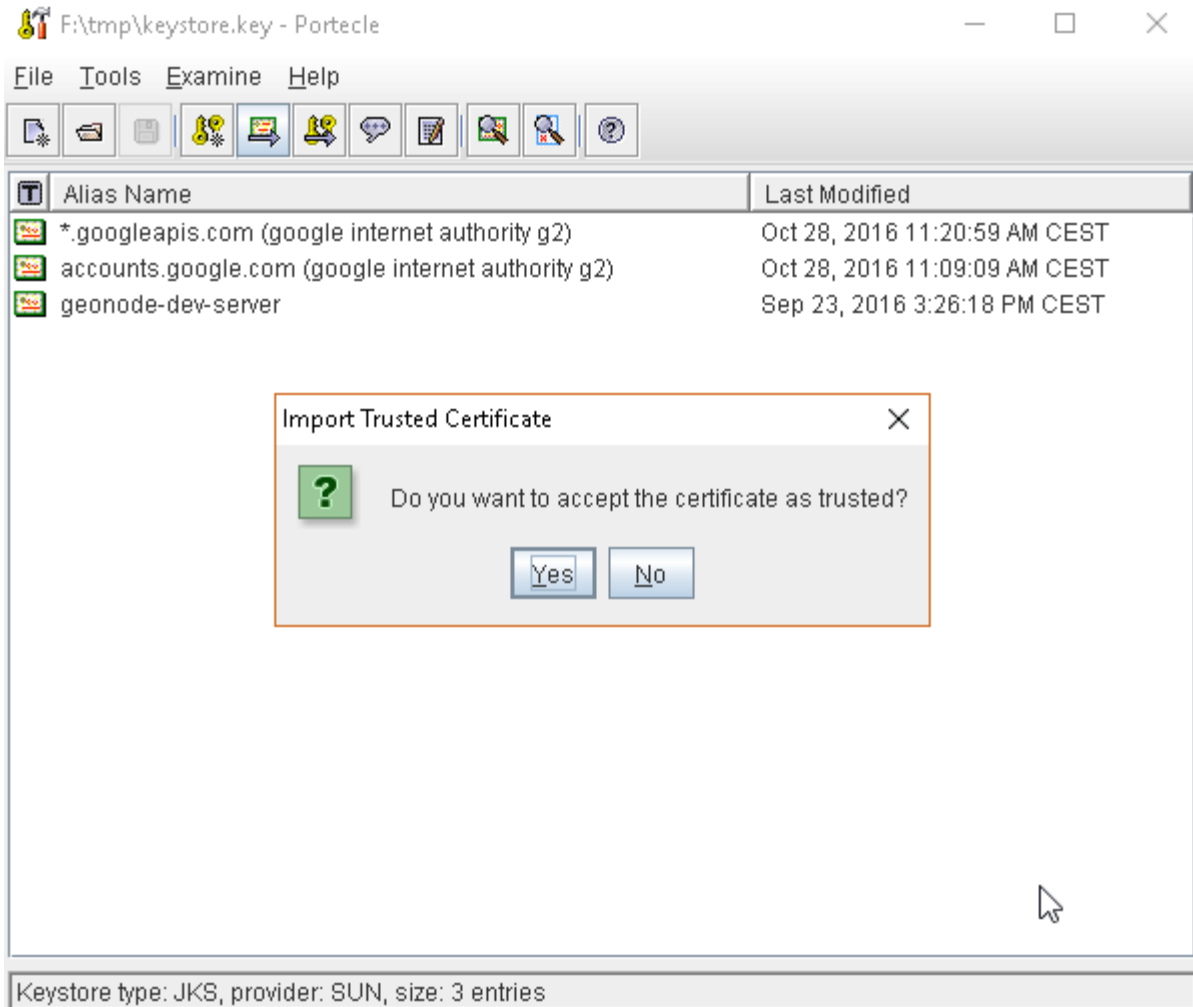 F:\tmp\keystore.key - Portecle
File Tools Examine Help
T Alias Name Last Modified
*.googleapis.com (google internet authority g2) Oct 28, 2016 11:20:59 AM CEST
accounts.google.com (google internet authority g2) Oct 28, 2016 11:09:09 AM CEST
geonode-dev-server Sep 23, 2016 3:26:18 PM CEST
Import Trusted Certificate
? Do you want to accept the certificate as trusted?
Yes No
Keystore type: JKS, provider: SUN, size: 3 entries